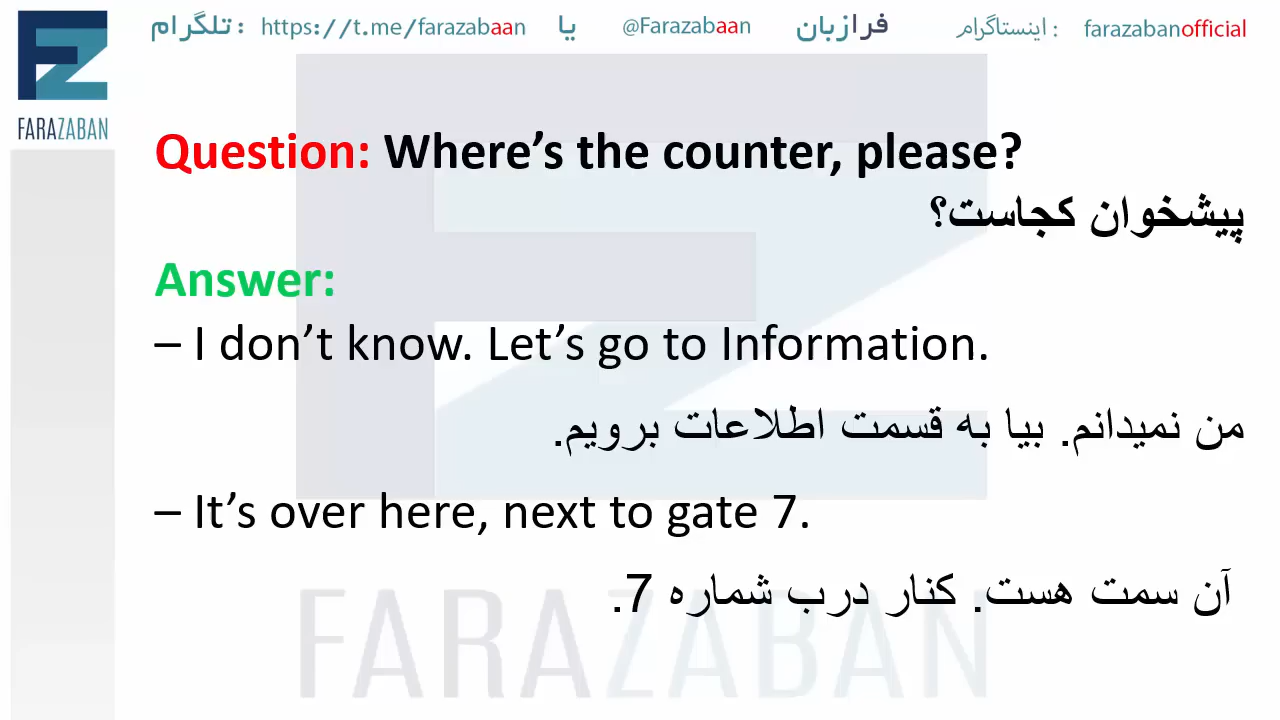 تلگرام : https://t.me/farazabaan یا @Farazabaan فرازبان اینستاگرام : farazabanofficial
FARAZABAN
Question: Where’s the counter, please?
پیشخوان کجاست؟
Answer:
– I don’t know. Let’s go to Information.
من نمیدانم. بیا به قسمت اطلاعات برویم.
– It’s over here, next to gate 7.
آن سمت هست. کنار درب شماره 7.
FARAZABAN